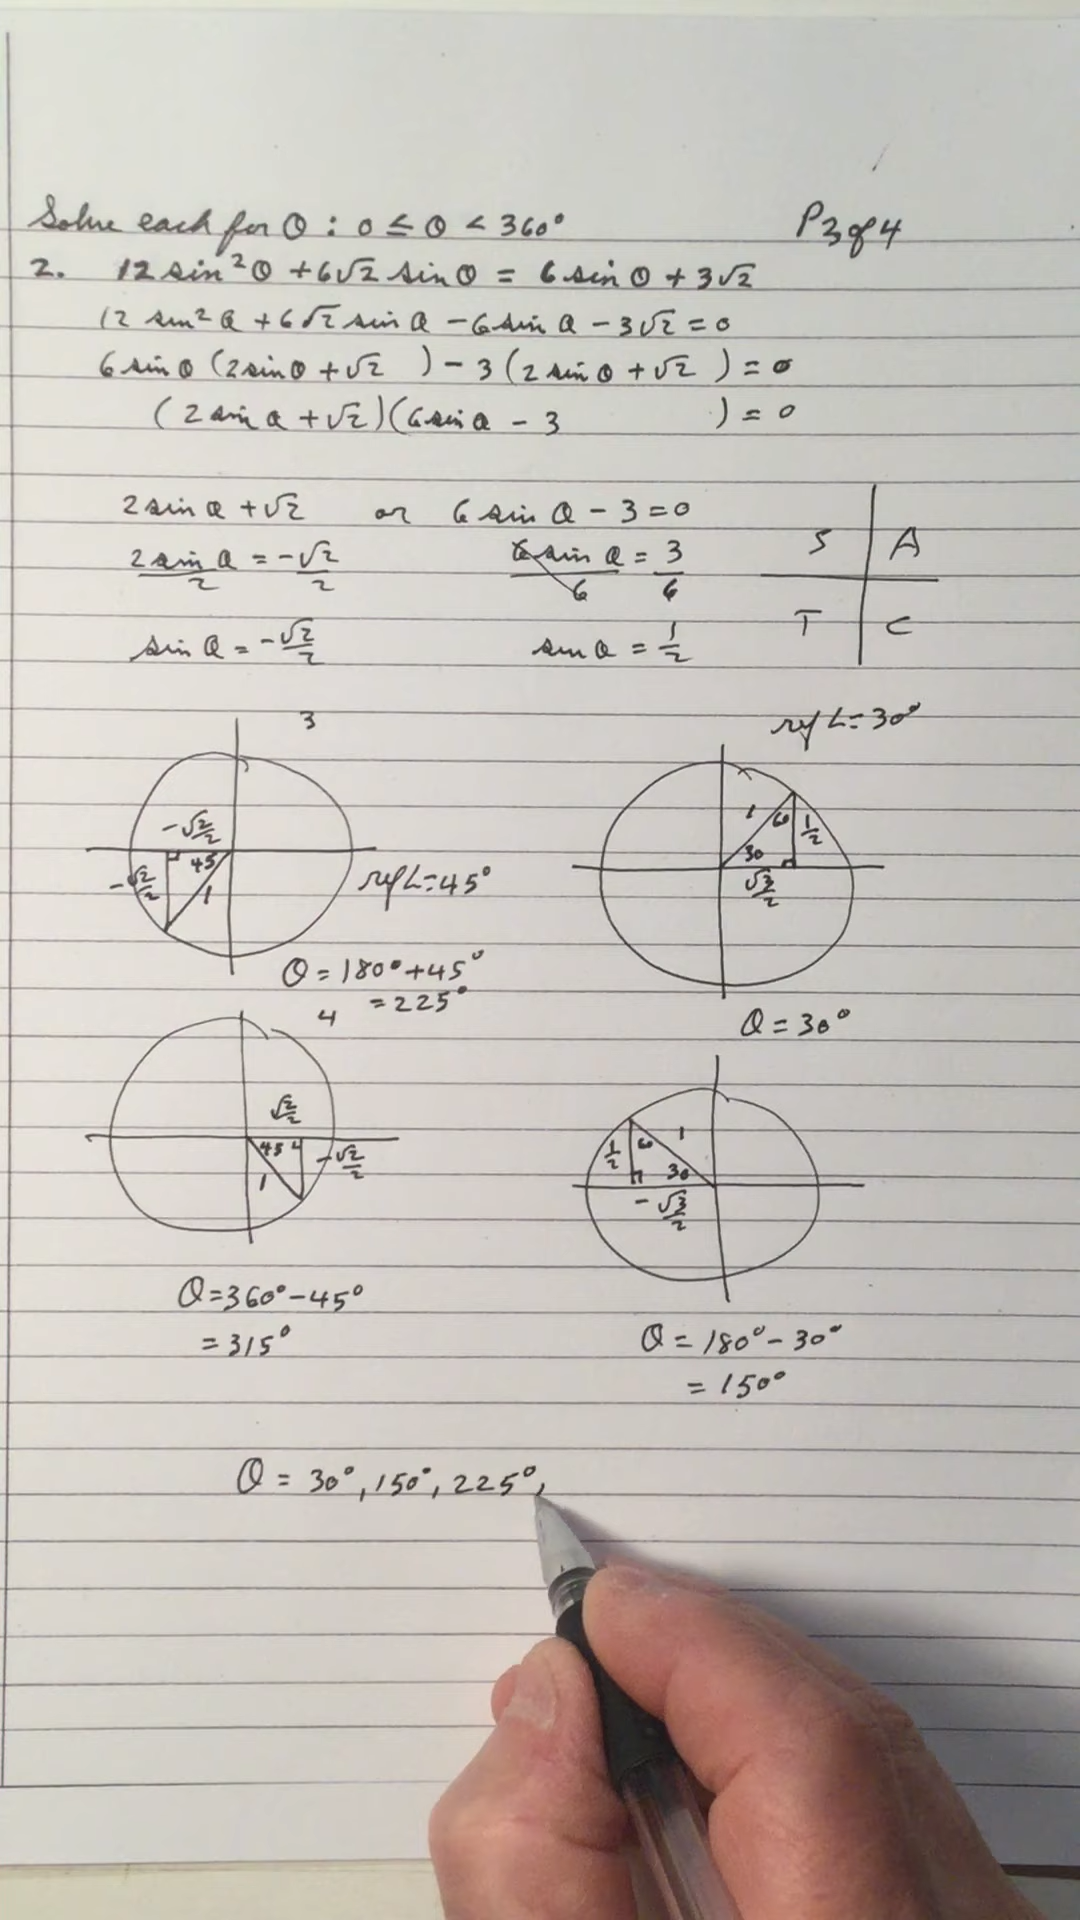 Solve each for θ : 0 ≤ θ < 360° P3 of 4
2. 12 sin²θ + 6√2 sin θ = 6 sin θ + 3√2
12 sin²θ + 6√2 sin θ - 6 sin θ - 3√2 = 0
6 sin θ (2 sin θ + √2 ) - 3 (2 sin θ + √2 ) = 0
(2 sin θ + √2)(6 sin θ - 3 ) = 0
2 sin θ + √2 or 6 sin θ - 3 = 0
2 sin θ/2 = -√2/2 6 sin θ/6 = 3/6
S A
T C
sin θ = -√2/2 sin θ = 1/2
3
ref ∠ = 30°
-√2/2
-√2/2 45 1
ref ∠ = 45°
1 60 1/2
30
√3/2
θ = 180° + 45°
= 225°
θ = 30°
4
√2/2
45 -√2/2
1
1/2 60 1
30
-√3/2
θ = 360° - 45°
= 315°
θ = 180° - 30°
= 150°
θ = 30°, 150°, 225°,